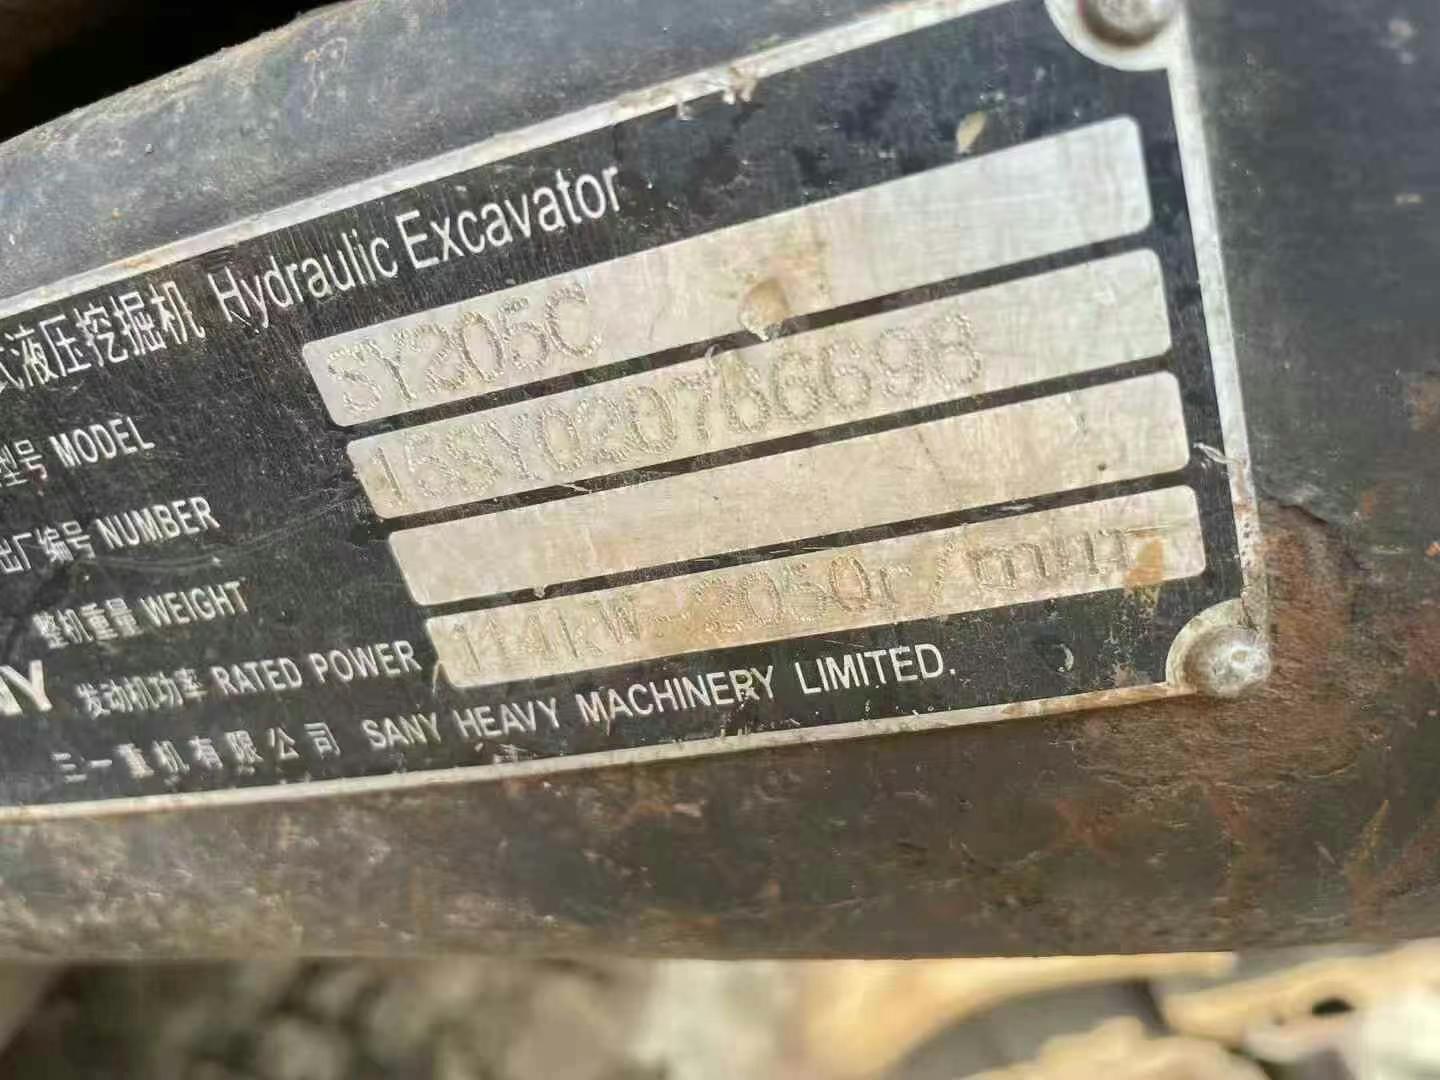 式液压挖掘机 Hydraulic Excavator
型号 MODEL SY205C
出厂编号 NUMBER 15SY020766698
整机重量 WEIGHT
发动机功率 RATED POWER 114kW 2050r/min
NY
三一重机有限公司 SANY HEAVY MACHINERY LIMITED.